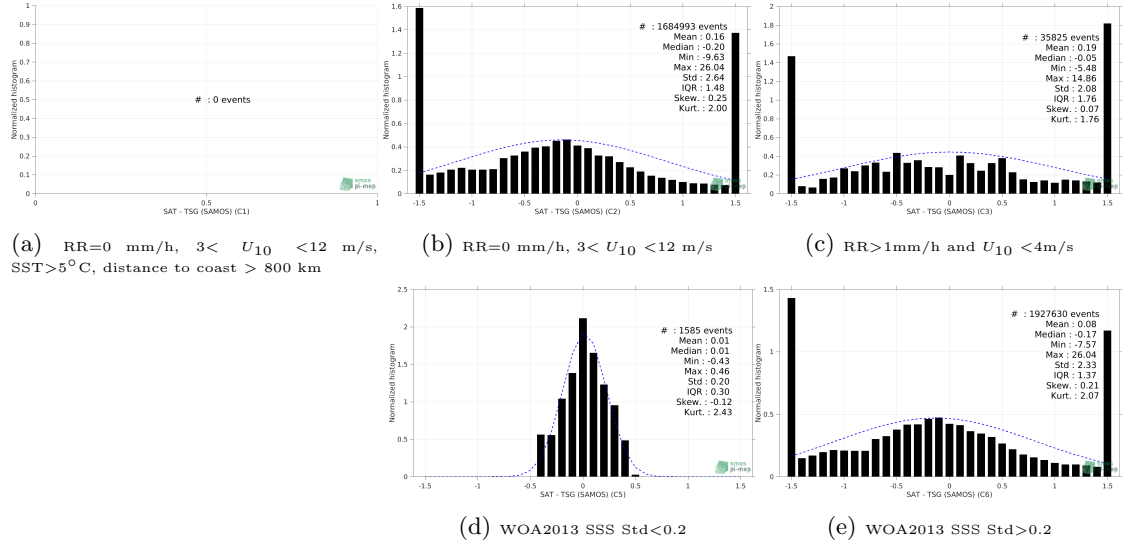 Normalized histogram
1
0.9
0.8
0.7
0.6
0.5
0.4
0.3
0.2
0.1
0
# : 0 events
smos
pi-mep
0 0.5 1
SAT - TSG (SAMOS) (C1)
(a) RR=0 mm/h, 3< U10 <12 m/s,
SST>5°C, distance to coast > 800 km
Normalized histogram
1.6
1.4
1.2
1
0.8
0.6
0.4
0.2
0
# : 1684993 events
Mean : 0.16
Median : -0.20
Min : -9.63
Max : 26.04
Std : 2.64
IQR : 1.48
Skew. : 0.25
Kurt. : 2.00
smos
pi-mep
-1.5 -1 -0.5 0 0.5 1 1.5
SAT - TSG (SAMOS) (C2)
(b) RR=0 mm/h, 3< U10 <12 m/s
Normalized histogram
2
1.8
1.6
1.4
1.2
1
0.8
0.6
0.4
0.2
0
# : 35825 events
Mean : 0.19
Median : -0.05
Min : -5.48
Max : 14.86
Std : 2.08
IQR : 1.76
Skew. : 0.07
Kurt. : 1.76
smos
pi-mep
-1.5 -1 -0.5 0 0.5 1 1.5
SAT - TSG (SAMOS) (C3)
(c) RR>1mm/h and U10 <4m/s
Normalized histogram
2.5
2
1.5
1
0.5
0
# : 1585 events
Mean : 0.01
Median : 0.01
Min : -0.43
Max : 0.46
Std : 0.20
IQR : 0.30
Skew. : -0.12
Kurt. : 2.43
smos
pi-mep
-1.5 -1 -0.5 0 0.5 1 1.5
SAT - TSG (SAMOS) (C5)
(d) WOA2013 SSS Std<0.2
Normalized histogram
1.5
1
0.5
0
# : 1927630 events
Mean : 0.08
Median : -0.17
Min : -7.57
Max : 26.04
Std : 2.33
IQR : 1.37
Skew. : 0.21
Kurt. : 2.07
smos
pi-mep
-1.5 -1 -0.5 0 0.5 1 1.5
SAT - TSG (SAMOS) (C6)
(e) WOA2013 SSS Std>0.2